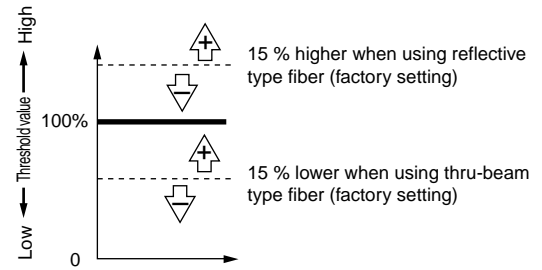 High
Threshold value
Low
100%
0
+
−
+
−
15 % higher when using reflective
type fiber (factory setting)
15 % lower when using thru-beam
type fiber (factory setting)